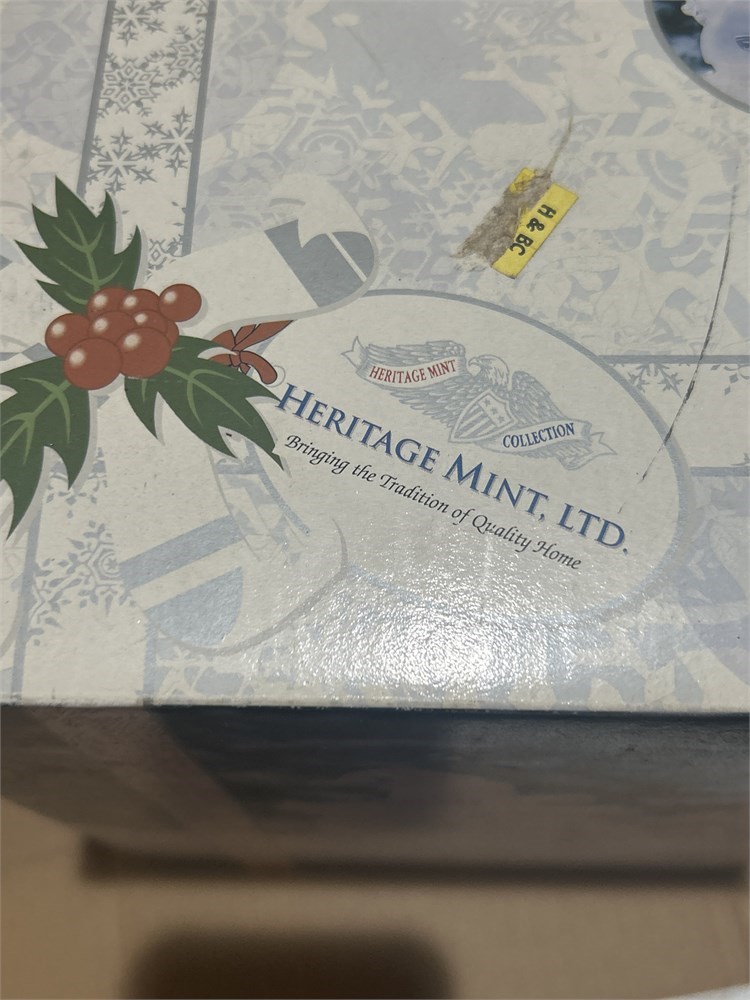 H & BC
HERITAGE MINT
COLLECTION
HERITAGE MINT, LTD.
Bringing the Tradition of Quality Home